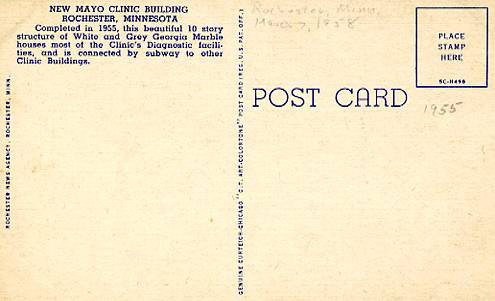 NEW MAYO CLINIC BUILDING
ROCHESTER, MINNESOTA
Completed in 1955, this beautiful 10 story
structure of White and Grey Georgia Marble
houses most of the Clinic's Diagnostic facili-
ties, and is connected by subway to other
Clinic Buildings.
ROCHESTER NEWS AGENCY, ROCHESTER, MINN.
GENUINE CURTEICH-CHICAGO "C.T. ART-COLORTONE" POST CARD (REG. U.S. PAT. OFF.)
Rochester, Minn.
March 7, 1958
POST CARD
PLACE
STAMP
HERE
5C-H498
1955